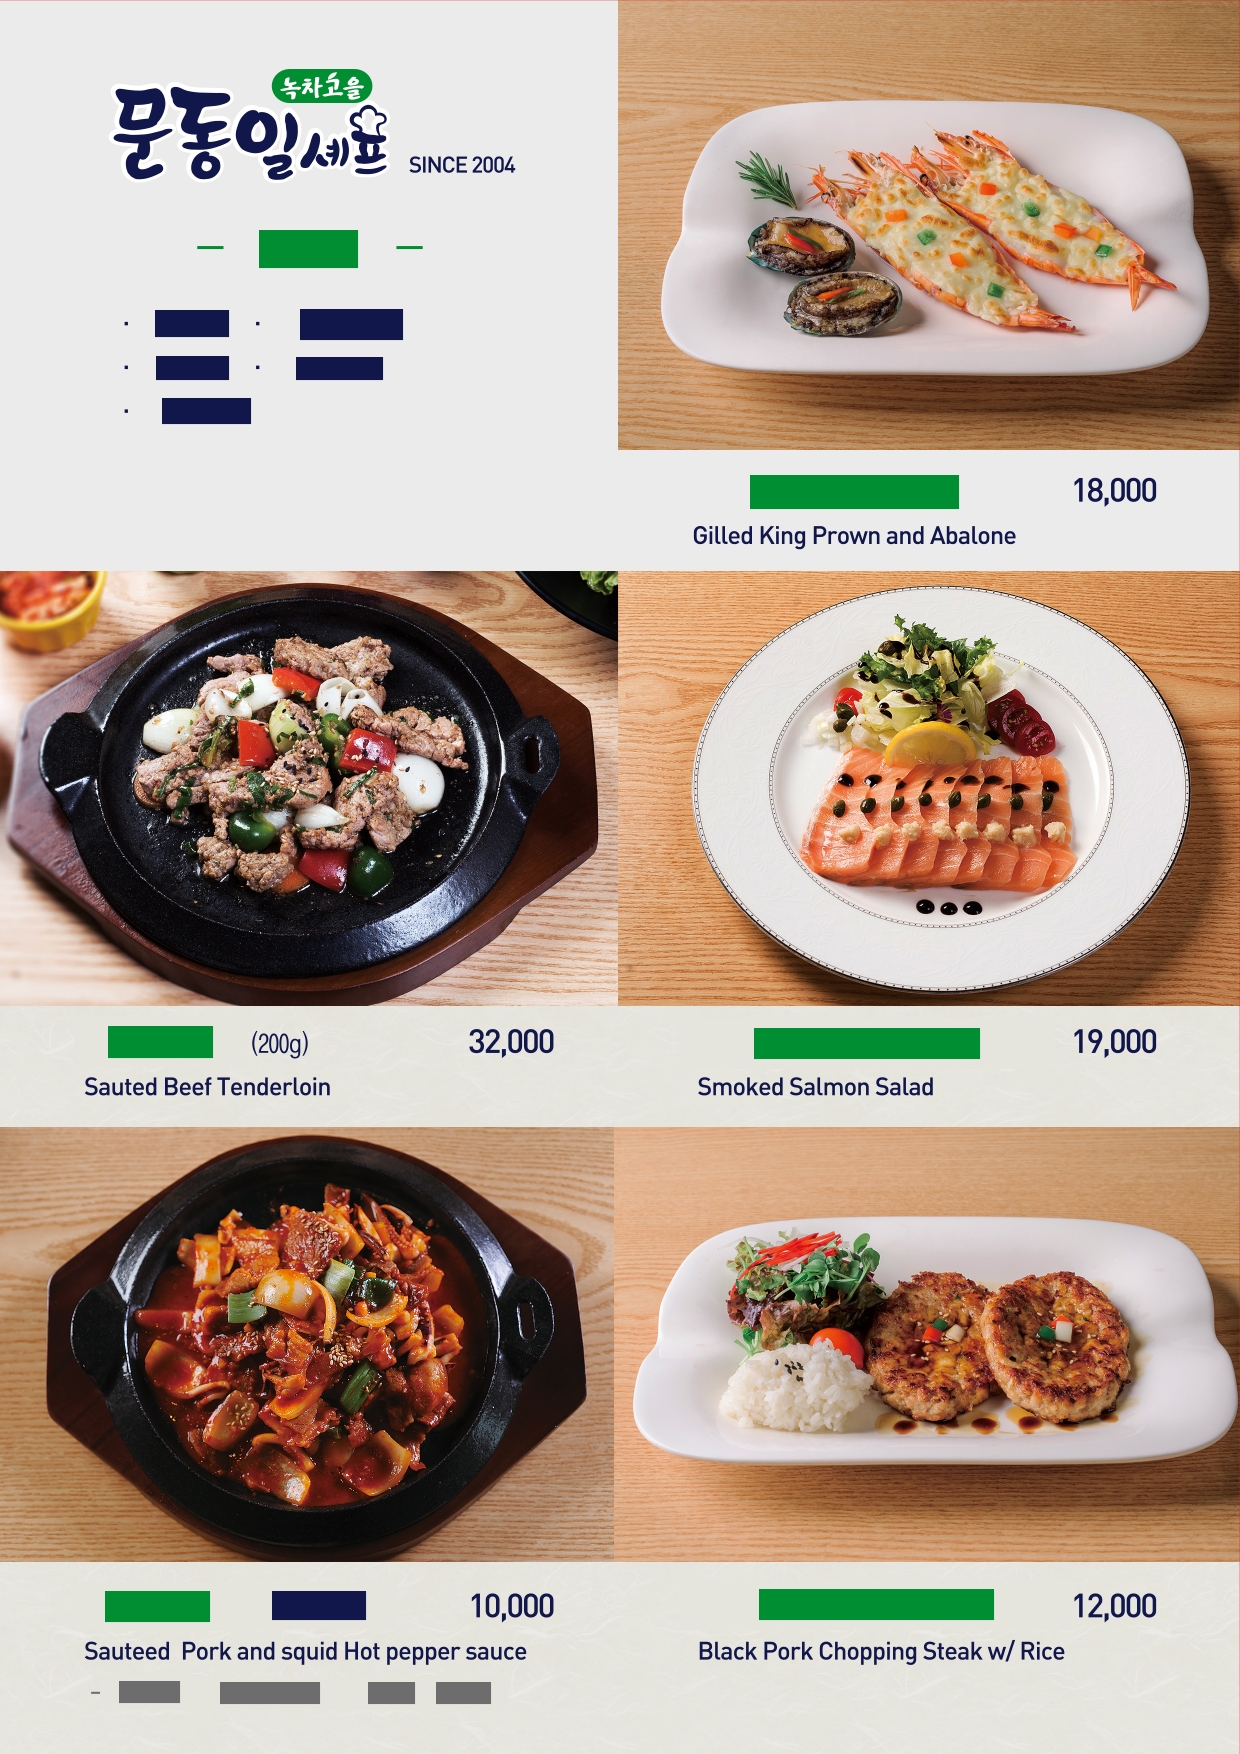 녹차고을
문동일셰프 SINCE 2004
18,000
Gilled King Prown and Abalone
(200g) 32,000
Sauted Beef Tenderloin
19,000
Smoked Salmon Salad
10,000
Sauteed Pork and squid Hot pepper sauce
12,000
Black Pork Chopping Steak w/ Rice